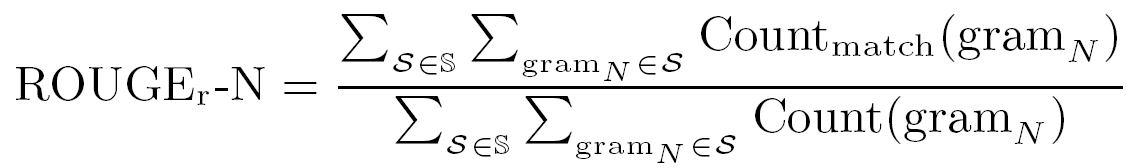 ROUGE_r-N = \frac{\sum_{\mathcal{S} \in \mathbb{S}} \sum_{\text{gram}_N \in \mathcal{S}} \text{Count}_{\text{match}}(\text{gram}_N)}{\sum_{\mathcal{S} \in \mathbb{S}} \sum_{\text{gram}_N \in \mathcal{S}} \text{Count}(\text{gram}_N)}